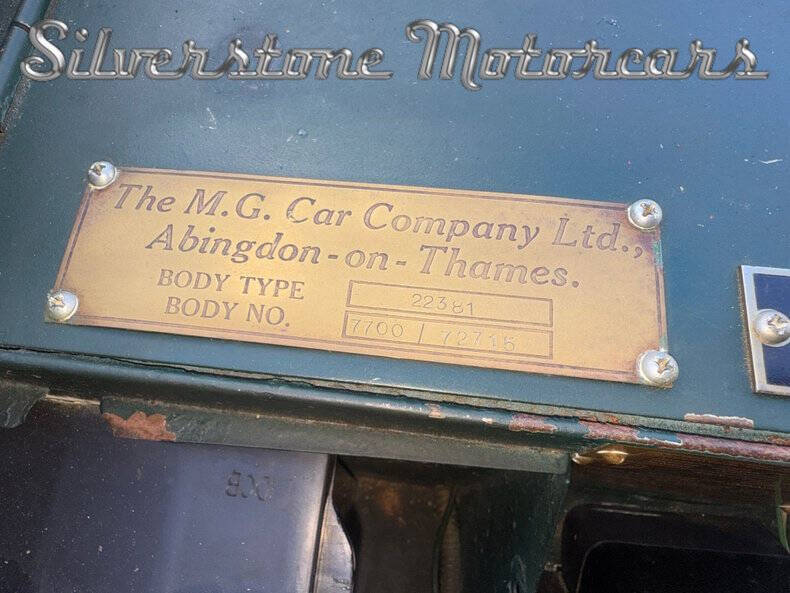 Silverstone Motorcars
The M.G. Car Company Ltd.,
Abingdon-on-Thames.
BODY TYPE 22381
BODY NO. 7700 / 72715